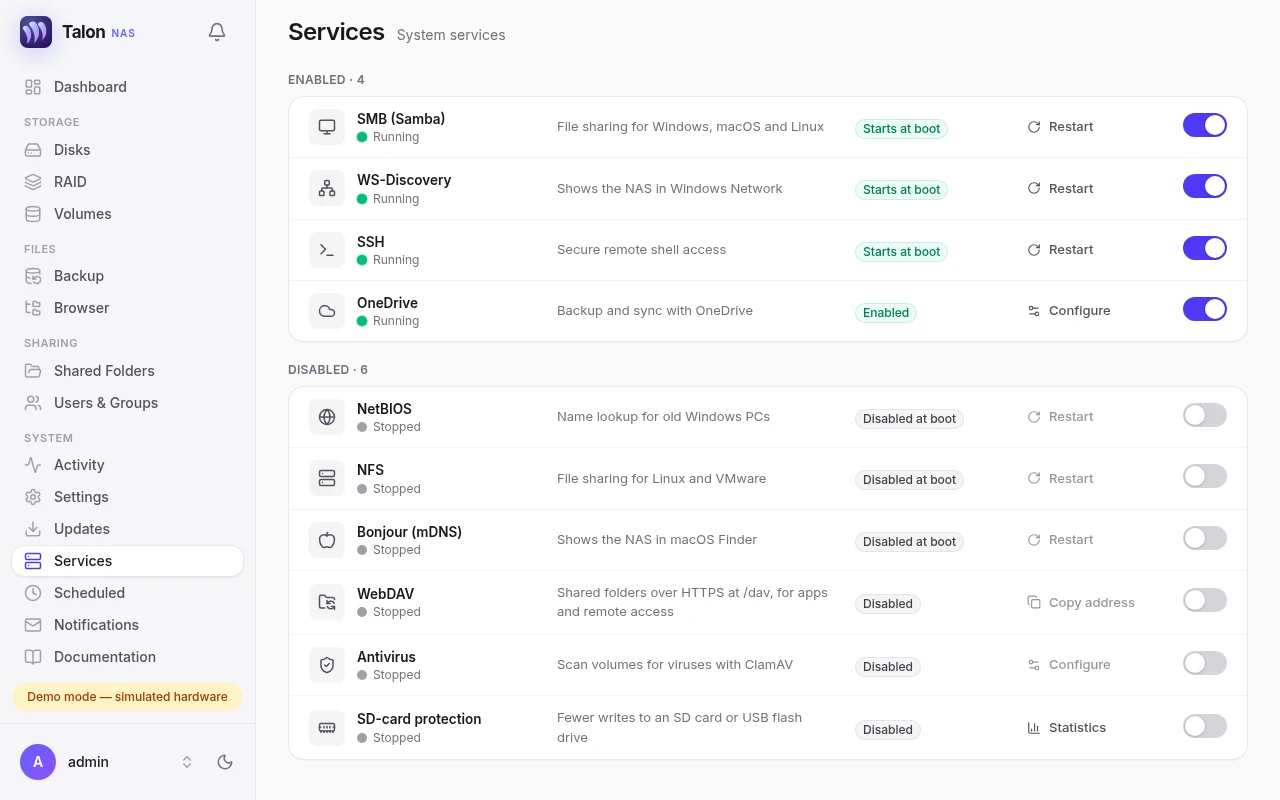 Talon NAS
Dashboard
STORAGE
Disks
RAID
Volumes
FILES
Backup
Browser
SHARING
Shared Folders
Users & Groups
SYSTEM
Activity
Settings
Updates
Services
Scheduled
Notifications
Documentation
Demo mode — simulated hardware
A admin
Services System services
ENABLED · 4
SMB (Samba)
Running
File sharing for Windows, macOS and Linux
Starts at boot
Restart
WS-Discovery
Running
Shows the NAS in Windows Network
Starts at boot
Restart
SSH
Running
Secure remote shell access
Starts at boot
Restart
OneDrive
Running
Backup and sync with OneDrive
Enabled
Configure
DISABLED · 6
NetBIOS
Stopped
Name lookup for old Windows PCs
Disabled at boot
Restart
NFS
Stopped
File sharing for Linux and VMware
Disabled at boot
Restart
Bonjour (mDNS)
Stopped
Shows the NAS in macOS Finder
Disabled at boot
Restart
WebDAV
Stopped
Shared folders over HTTPS at /dav, for apps
and remote access
Disabled
Copy address
Antivirus
Stopped
Scan volumes for viruses with ClamAV
Disabled
Configure
SD-card protection
Stopped
Fewer writes to an SD card or USB flash
drive
Disabled
Statistics